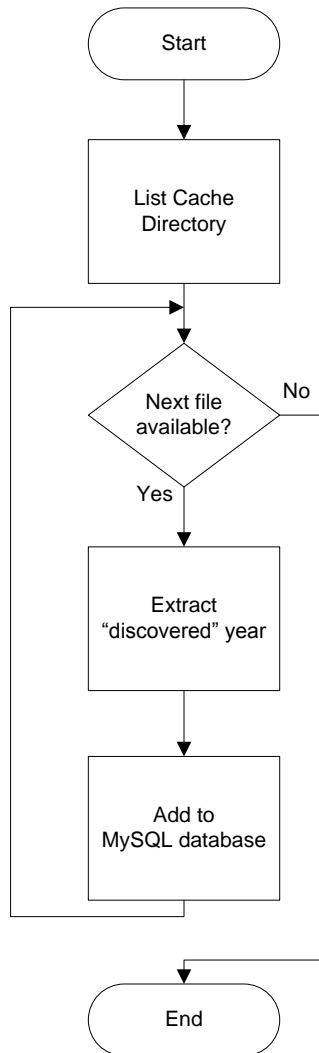 Start
List Cache
Directory
Next file
available?
No
Yes
Extract
“discovered” year
Add to
MySQL database
End